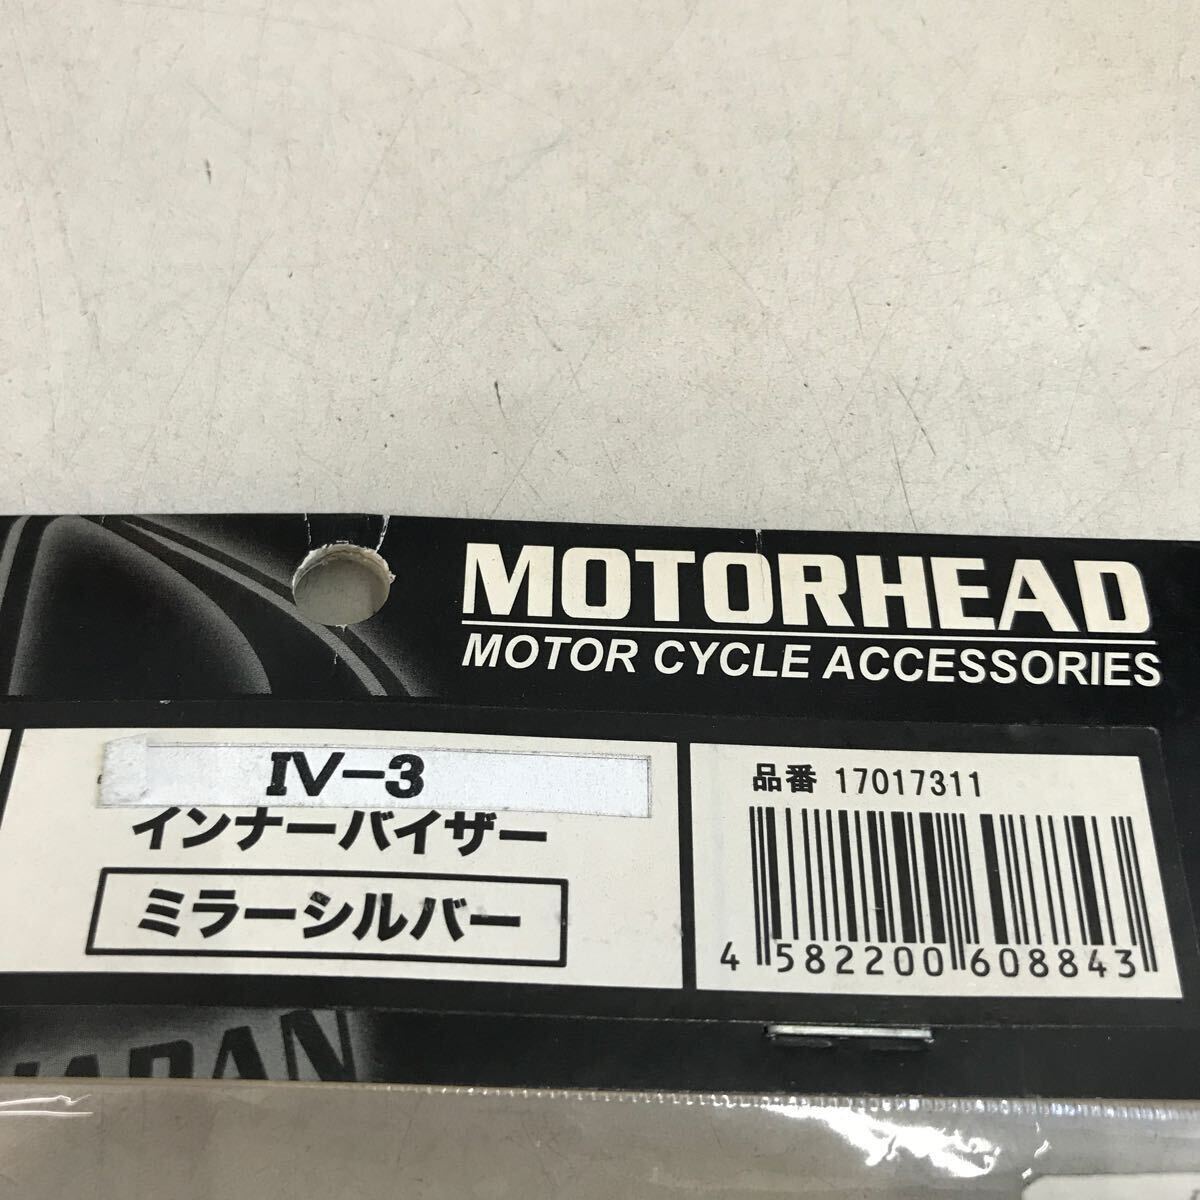 MOTORHEAD
MOTOR CYCLE ACCESSORIES
IV-3
インナーバイザー
ミラーシルバー
品番 17017311
4 582200 608843
JAPAN